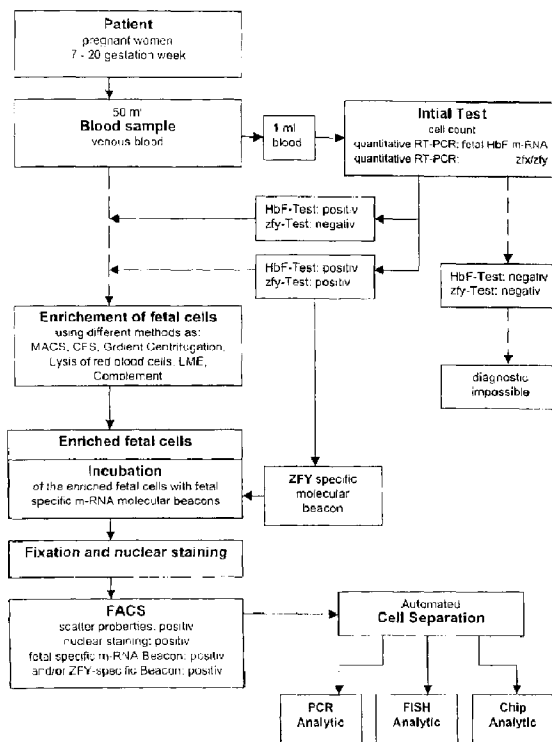 Patient
pregnant women
7 - 20 gestation week
50 ml
Blood sample
venous blood
1 ml
blood
Intial Test
cell count
quantitative RT-PCR: fetal HbF m-RNA
quantitative RT-PCR: zfx/zfy
HbF-Test: positiv
zfy-Test: negativ
HbF-Test: positiv
zfy-Test: positiv
HbF-Test: negativ
zfy-Test: negativ
diagnostic
impossible
Enrichement of fetal cells
using different methods as:
MACS, CFS, Grdient Centrifugation,
Lysis of red blood cells, LME,
Complement
Enriched fetal cells
Incubation
of the enriched fetal cells with fetal
specific m-RNA molecular beacons
ZFY specific
molecular
beacon
Fixation and nuclear staining
FACS
scatter properties: positiv
nuclear staining: positiv
fetal specific m-RNA Beacon: positiv
and/or ZFY-specific Beacon: positiv
Automated
Cell Separation
PCR
Analytic
FISH
Analytic
Chip
Analytic